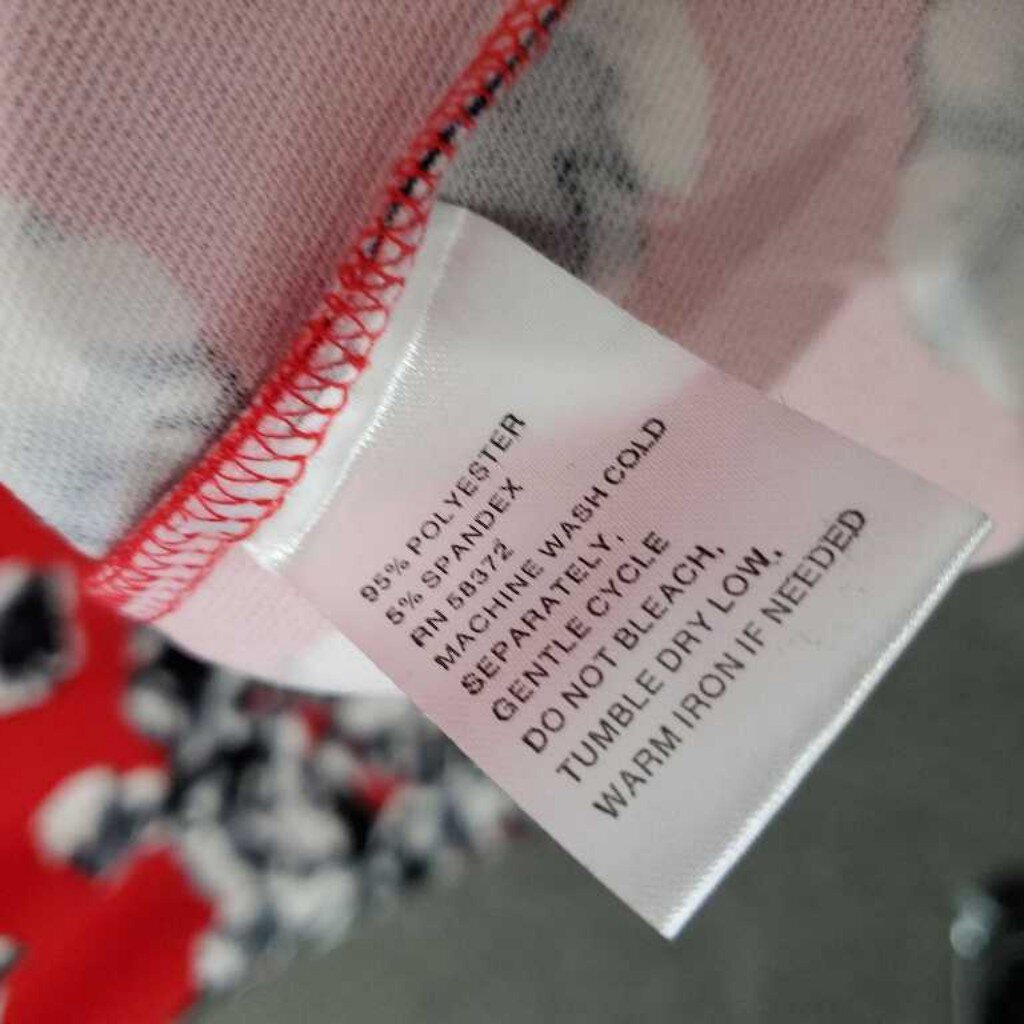 95% POLYESTER
5% SPANDEX
RN 58372
MACHINE WASH COLD
SEPARATELY,
GENTLE CYCLE
DO NOT BLEACH,
TUMBLE DRY LOW,
WARM IRON IF NEEDED